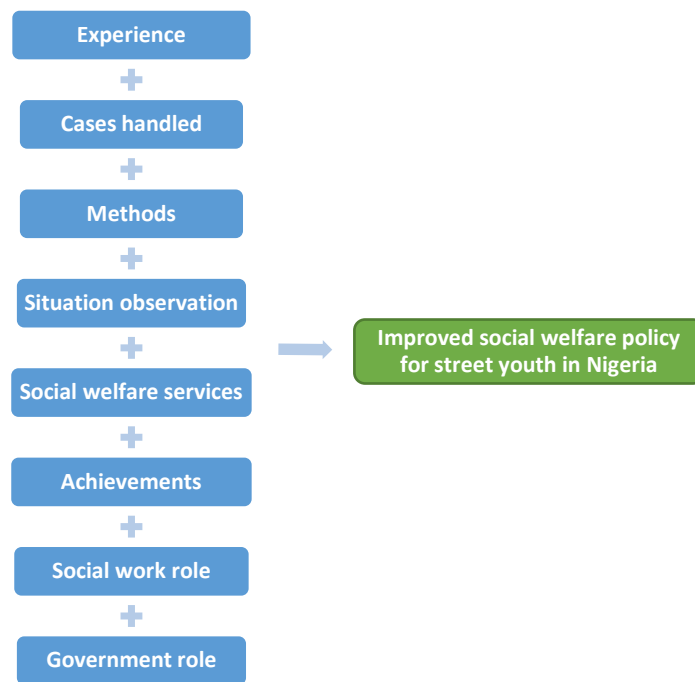 Experience
Cases handled
Methods
Situation observation
Social welfare services
Achievements
Social work role
Government role
Improved social welfare policy
for street youth in Nigeria